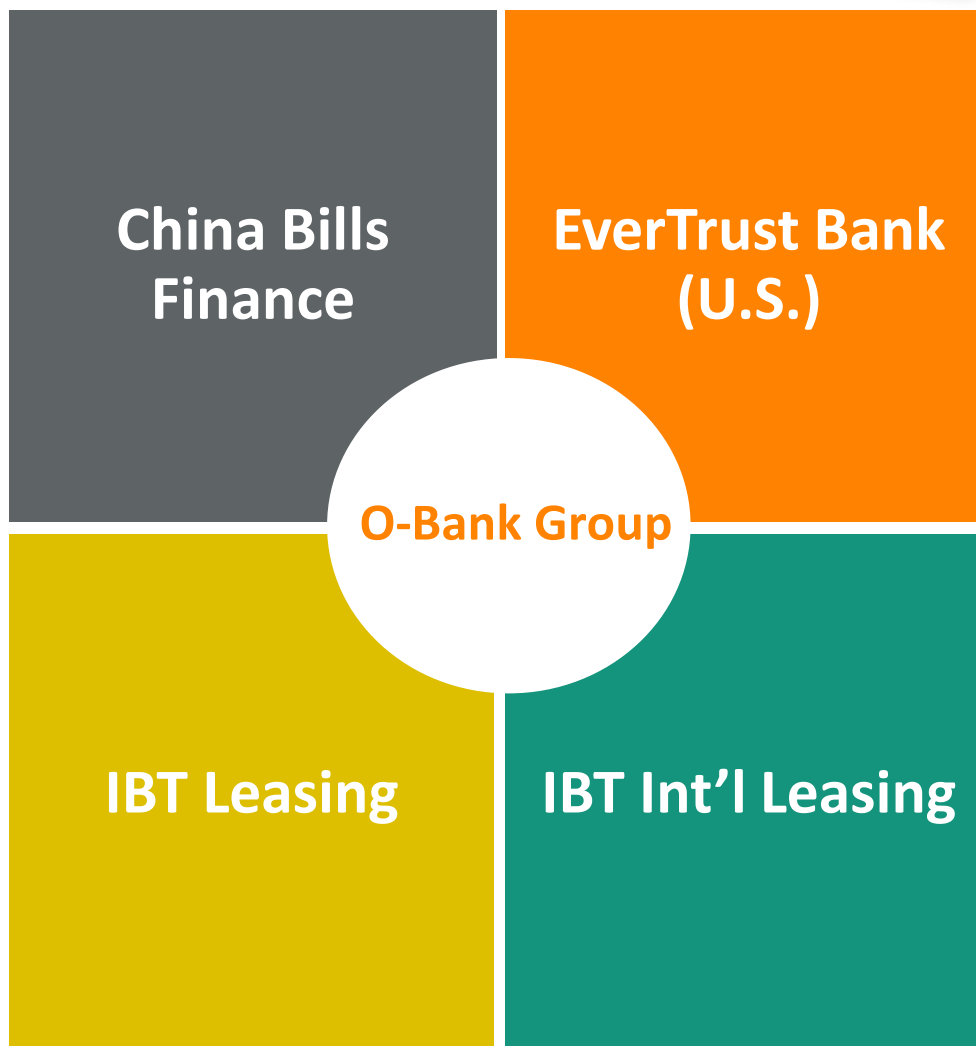 China Bills
Finance
EverTrust Bank
(U.S.)
O-Bank Group
IBT Leasing
IBT Int’l Leasing